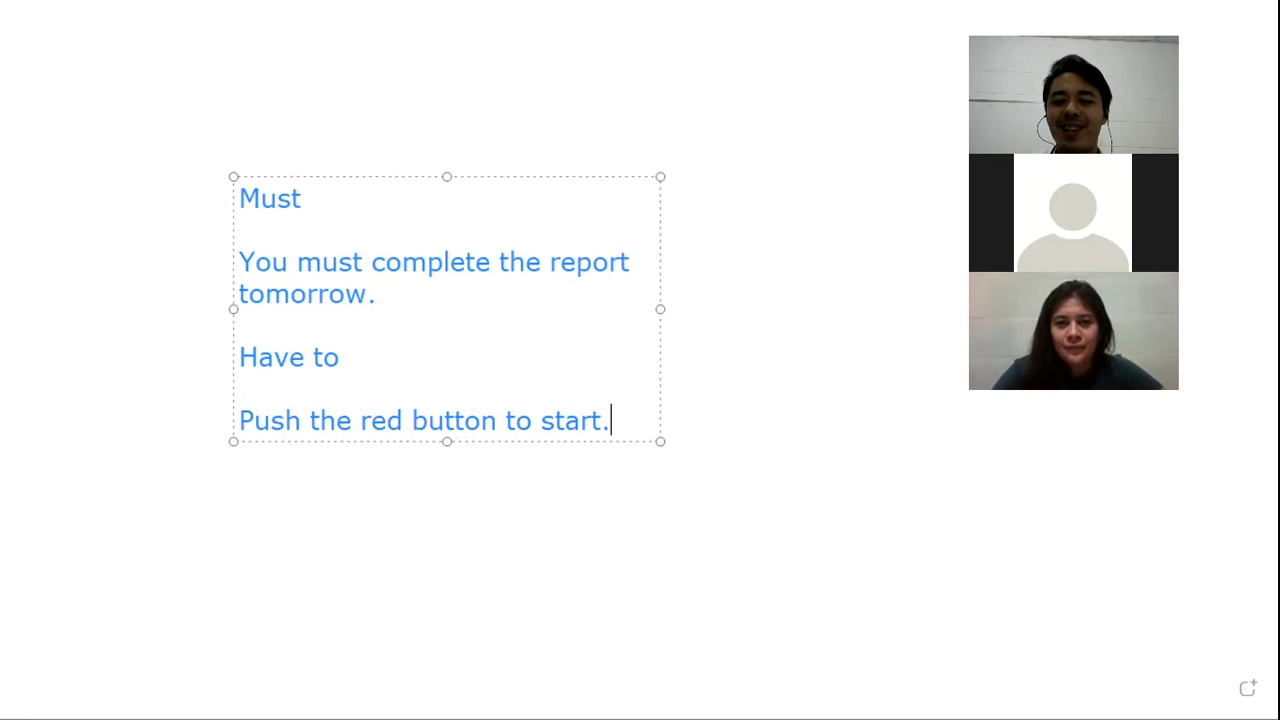 Must
You must complete the report
tomorrow.
Have to
Push the red button to start.